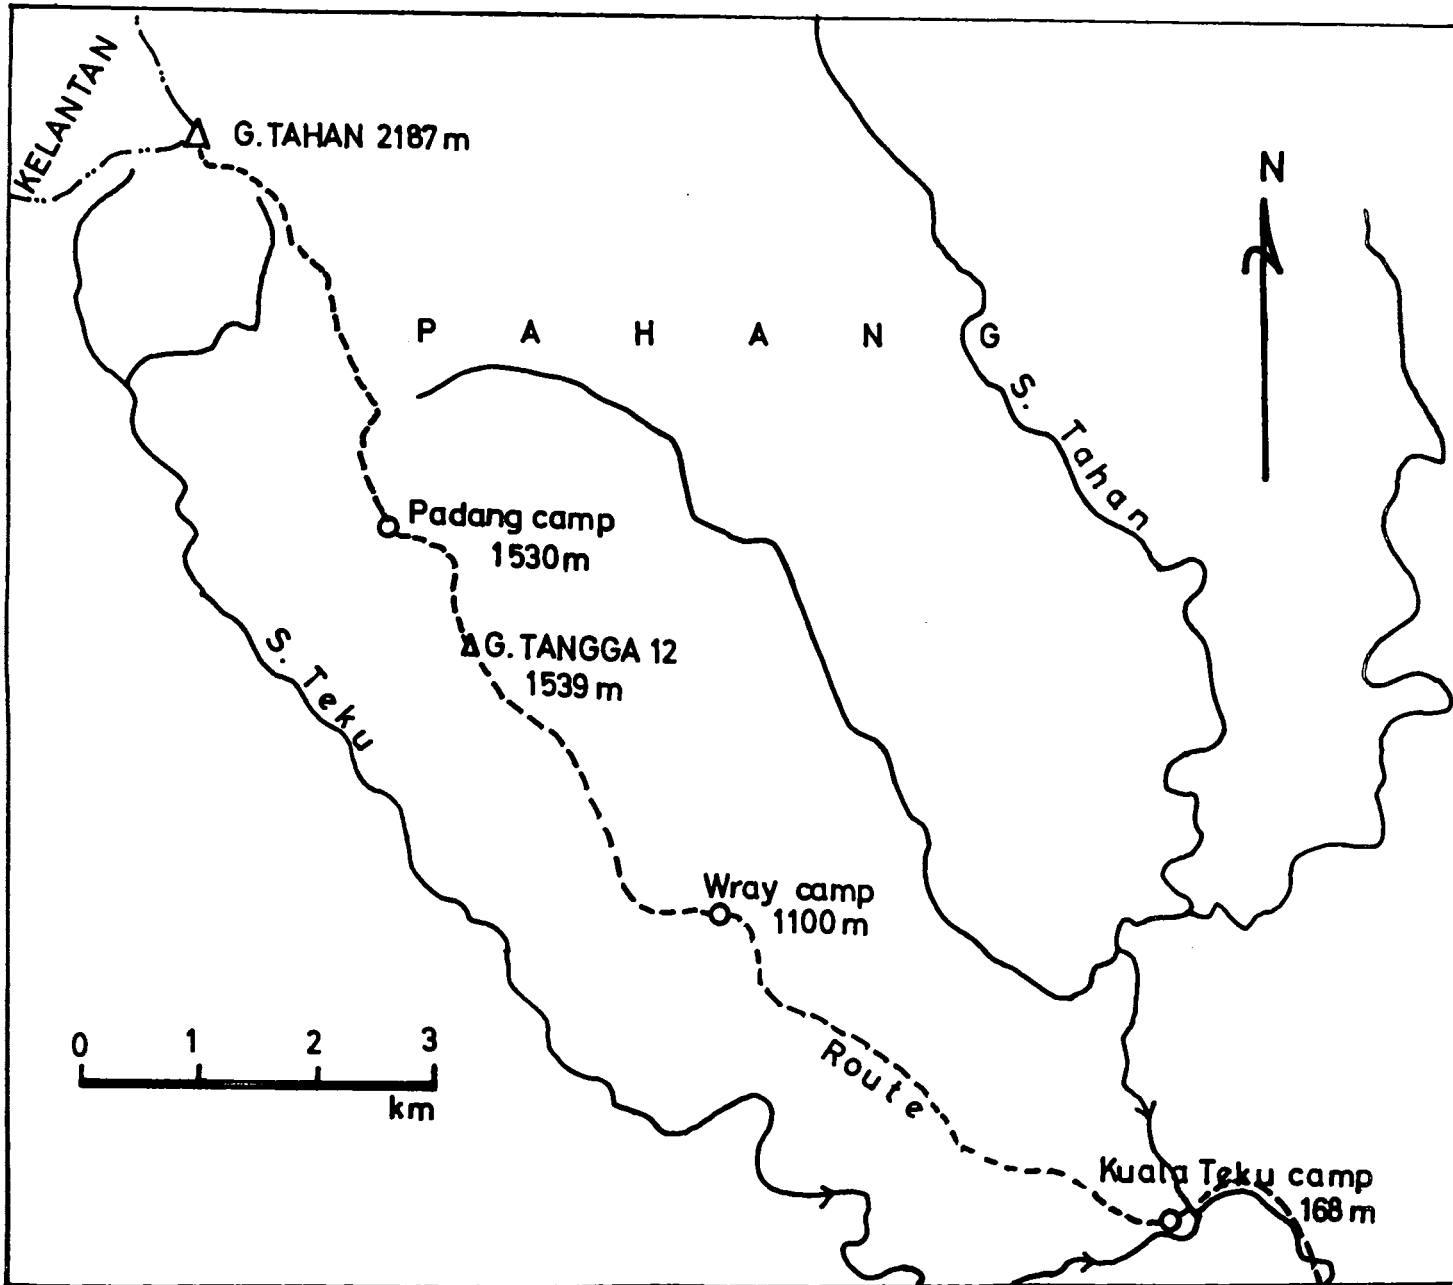 KELANTAN
G. TAHAN 2187 m
N
P A H A N G
S. Tahan
Padang camp
1530 m
G. TANGGA 12
1539 m
S. Teku
Wray camp
1100 m
0 1 2 3
km
Route
Kuala Teku camp
168 m